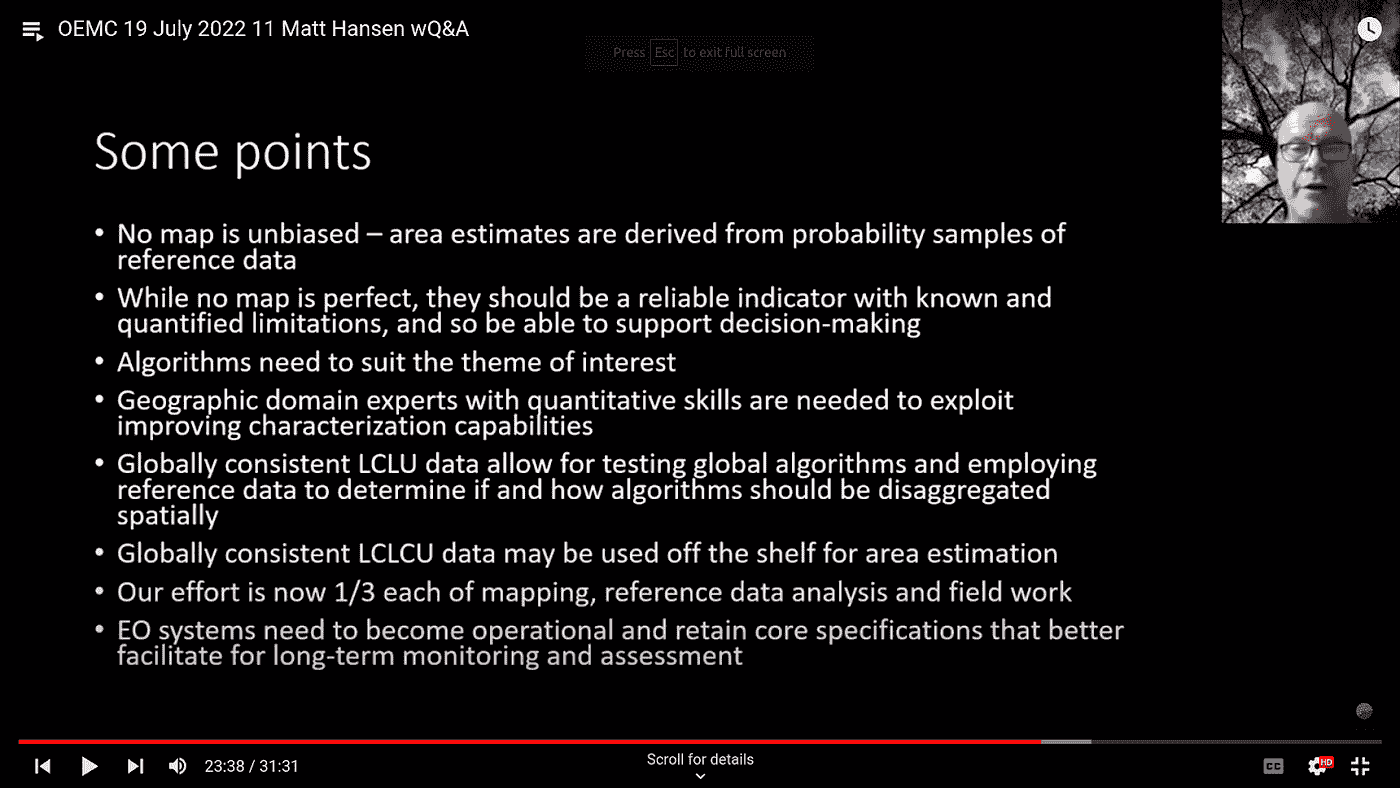 OEMC 19 July 2022 11 Matt Hansen wQ&A
Press Esc to exit full screen
Some points
• No map is unbiased – area estimates are derived from probability samples of
reference data
• While no map is perfect, they should be a reliable indicator with known and
quantified limitations, and so be able to support decision-making
• Algorithms need to suit the theme of interest
• Geographic domain experts with quantitative skills are needed to exploit
improving characterization capabilities
• Globally consistent LCLU data allow for testing global algorithms and employing
reference data to determine if and how algorithms should be disaggregated
spatially
• Globally consistent LCLCU data may be used off the shelf for area estimation
• Our effort is now 1/3 each of mapping, reference data analysis and field work
• EO systems need to become operational and retain core specifications that better
facilitate for long-term monitoring and assessment
23:38 / 31:31
Scroll for details
CC
HD